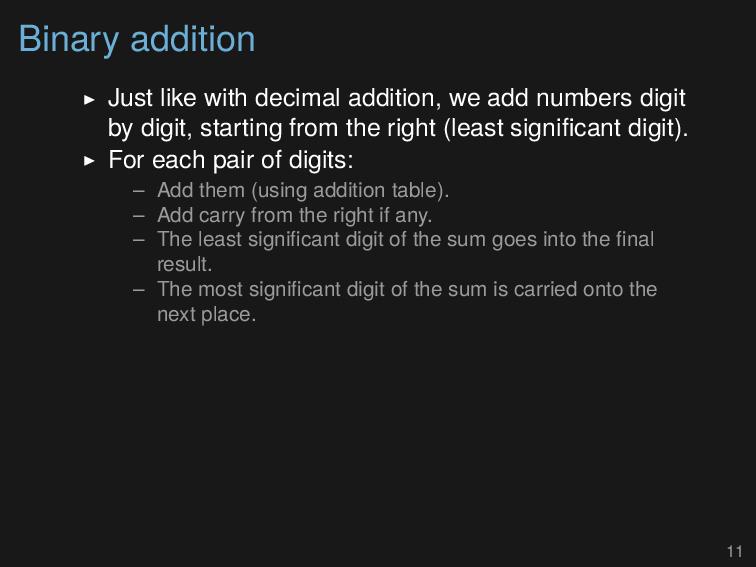 Binary addition
▶ Just like with decimal addition, we add numbers digit
by digit, starting from the right (least significant digit).
▶ For each pair of digits:
– Add them (using addition table).
– Add carry from the right if any.
– The least significant digit of the sum goes into the final
result.
– The most significant digit of the sum is carried onto the
next place.
11